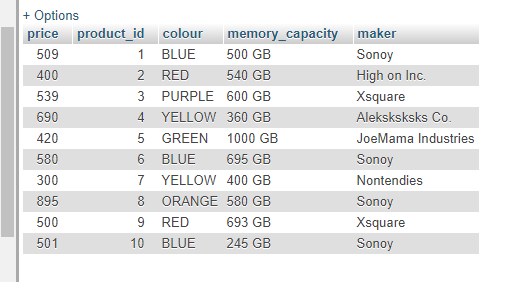 + Options
price product_id colour memory_capacity maker
509 1 BLUE 500 GB Sonoy
400 2 RED 540 GB High on Inc.
539 3 PURPLE 600 GB Xsquare
690 4 YELLOW 360 GB Aleksksksks Co.
420 5 GREEN 1000 GB JoeMama Industries
580 6 BLUE 695 GB Sonoy
300 7 YELLOW 400 GB Nontendies
895 8 ORANGE 580 GB Sonoy
500 9 RED 693 GB Xsquare
501 10 BLUE 245 GB Sonoy